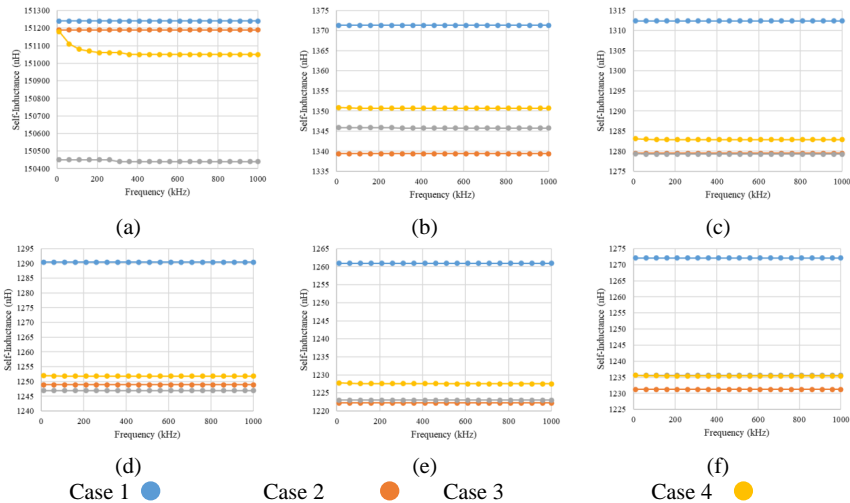 151300
151200
151100
151000
150900
150800
150700
150600
150500
150400
0 200 400 600 800 1000
Self-Inductance (nH)
Frequency (kHz)
(a)
1375
1370
1365
1360
1355
1350
1345
1340
1335
0 200 400 600 800 1000
Self-Inductance (nH)
Frequency (kHz)
(b)
1315
1310
1305
1300
1295
1290
1285
1280
1275
0 200 400 600 800 1000
Self-Inductance (nH)
Frequency (kHz)
(c)
1295
1290
1285
1280
1275
1270
1265
1260
1255
1250
1245
1240
0 200 400 600 800 1000
Self-Inductance (nH)
Frequency (kHz)
(d)
1265
1260
1255
1250
1245
1240
1235
1230
1225
1220
0 200 400 600 800 1000
Self-Inductance (nH)
Frequency (kHz)
(e)
1275
1270
1265
1260
1255
1250
1245
1240
1235
1230
1225
0 200 400 600 800 1000
Self-Inductance (nH)
Frequency (kHz)
(f)
Case 1 Case 2 Case 3 Case 4